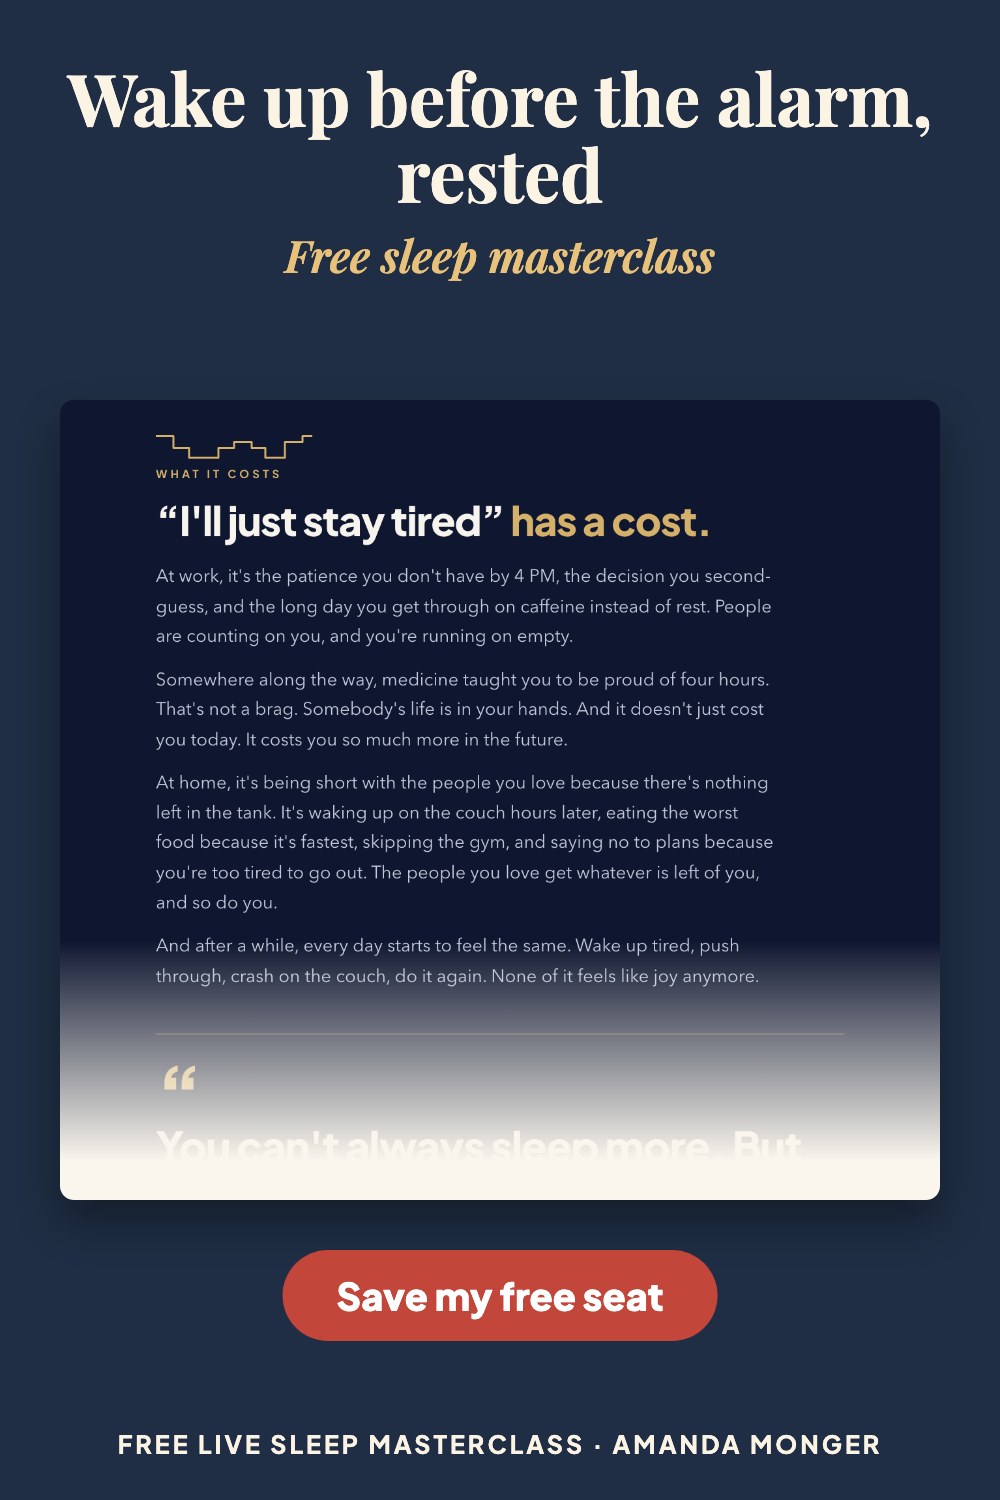 Wake up before the alarm,
rested
Free sleep masterclass
WHAT IT COSTS
“I'll just stay tired” has a cost.
At work, it's the patience you don't have by 4 PM, the decision you second-
guess, and the long day you get through on caffeine instead of rest. People
are counting on you, and you're running on empty.
Somewhere along the way, medicine taught you to be proud of four hours.
That's not a brag. Somebody's life is in your hands. And it doesn't just cost
you today. It costs you so much more in the future.
At home, it's being short with the people you love because there's nothing
left in the tank. It's waking up on the couch hours later, eating the worst
food because it's fastest, skipping the gym, and saying no to plans because
you're too tired to go out. The people you love get whatever is left of you,
and so do you.
And after a while, every day starts to feel the same. Wake up tired, push
through, crash on the couch, do it again. None of it feels like joy anymore.
“
You can't always sleep more. But
Save my free seat
FREE LIVE SLEEP MASTERCLASS · AMANDA MONGER